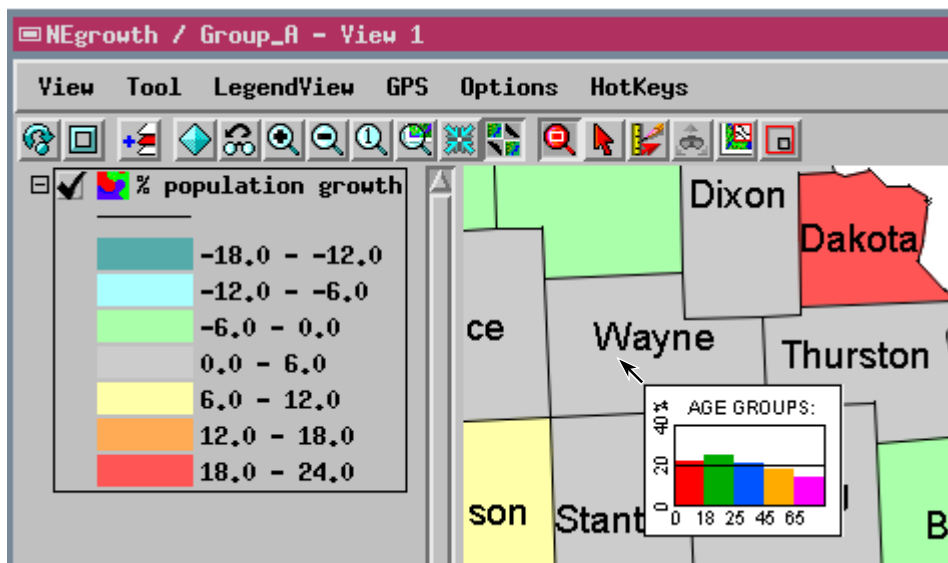 NEgrowth / Group_A - View 1
View Tool LegendView GPS Options HotKeys
% population growth
-18.0 - -12.0
-12.0 - -6.0
-6.0 - 0.0
0.0 - 6.0
6.0 - 12.0
12.0 - 18.0
18.0 - 24.0
Dixon
Dakota
ce
Wayne
Thurston
AGE GROUPS:
40 %
20
0
0 18 25 45 65
son
Stant
B